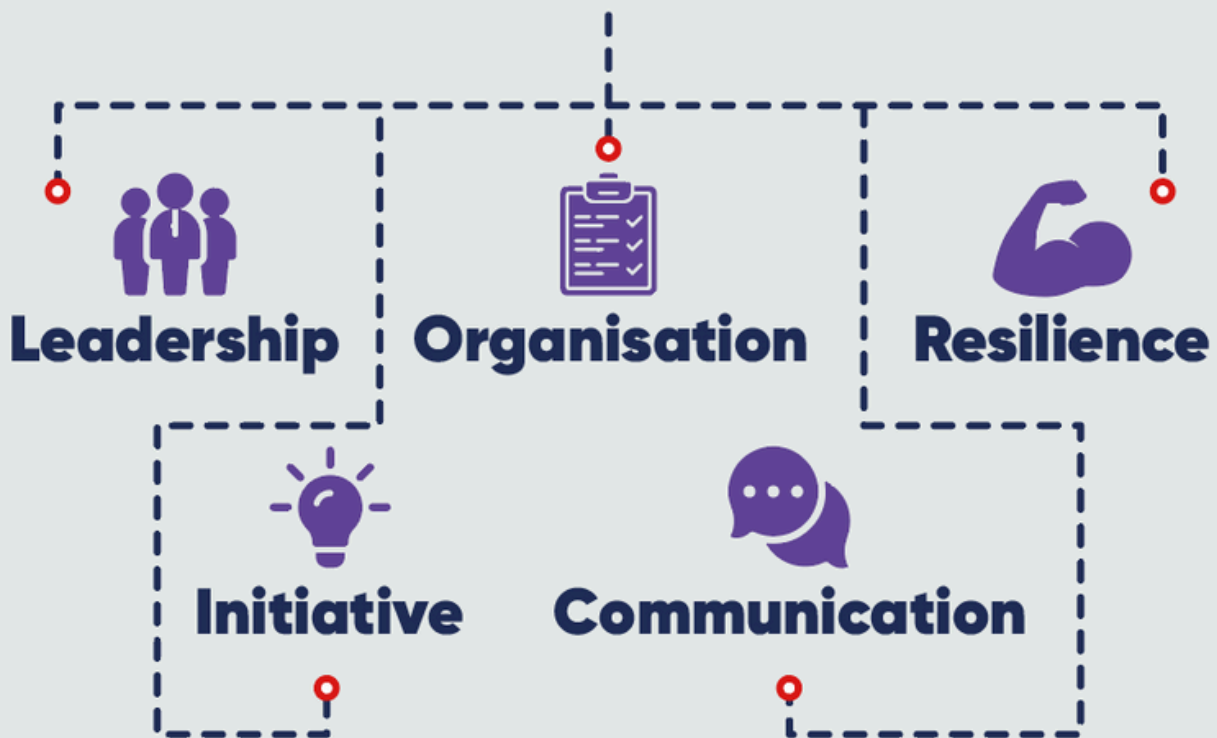 Leadership
Organisation
Resilience
Initiative
Communication